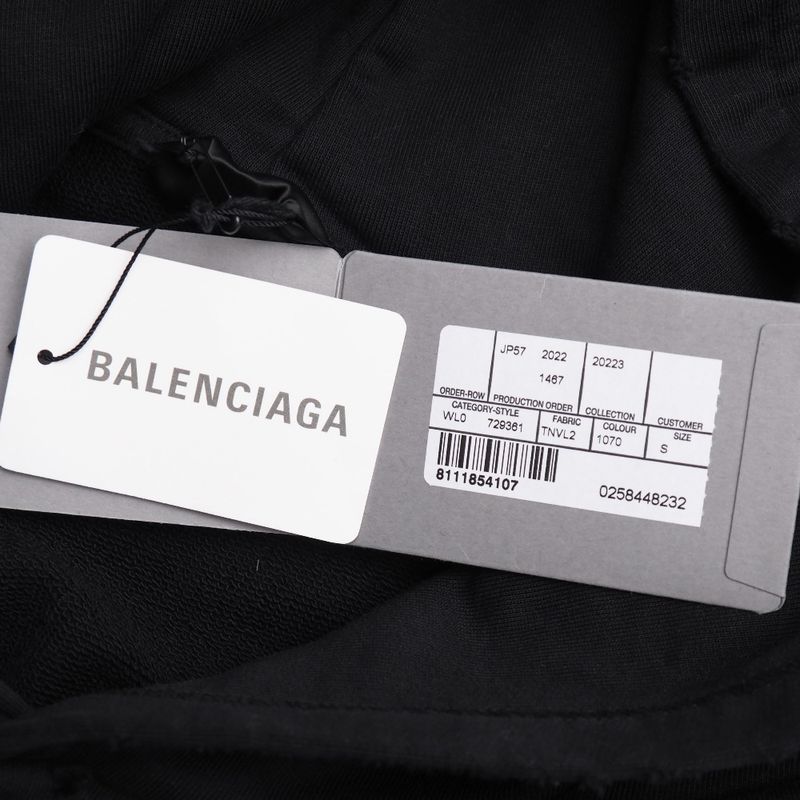 BALENCIAGA
JP57 2022 20223
1467
ORDER-ROW PRODUCTION ORDER COLLECTION CUSTOMER
CATEGORY-STYLE FABRIC COLOUR SIZE
WL0 729361 TNVL2 1070 S
8111854107 0258448232